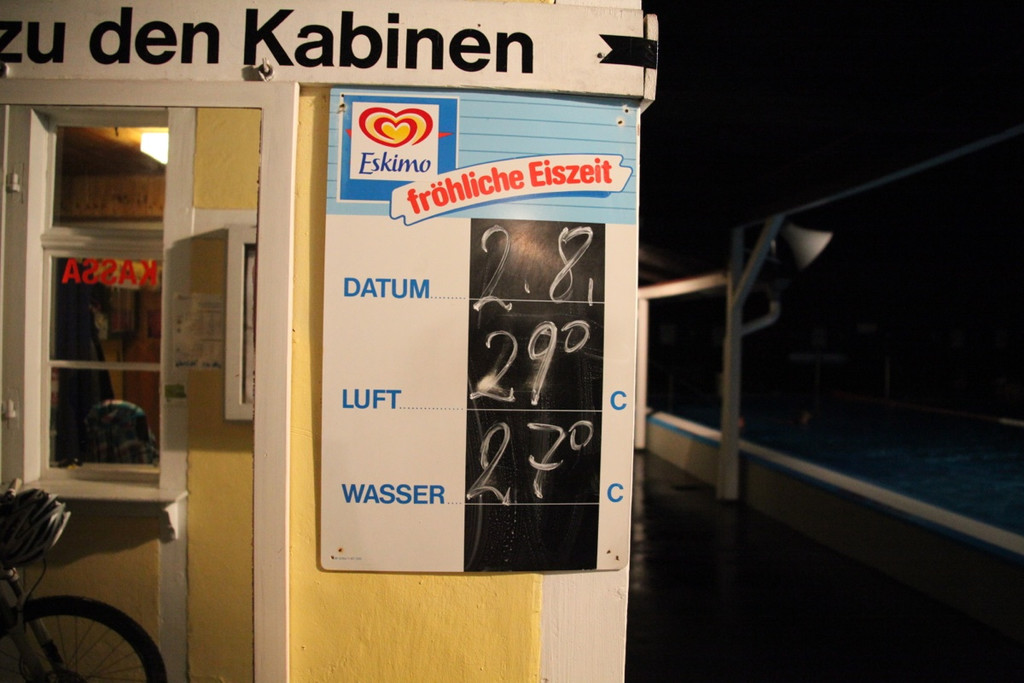 zu den Kabinen
Eskimo
fröhliche Eiszeit
DATUM 2.8.
LUFT 29° C
WASSER 27° C
KASSA